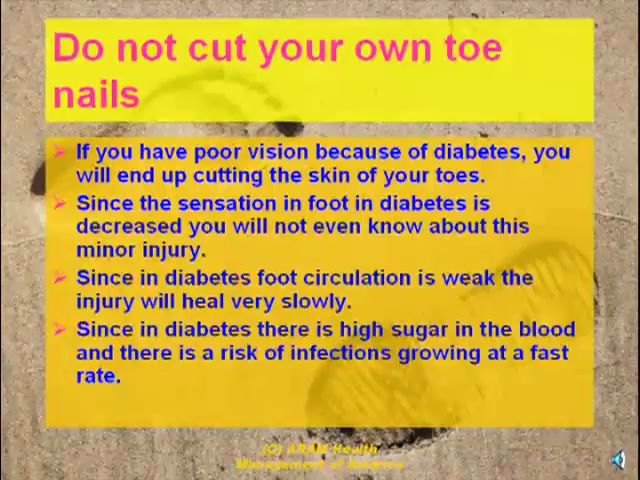 Do not cut your own toe
nails
If you have poor vision because of diabetes, you
will end up cutting the skin of your toes.
Since the sensation in foot in diabetes is
decreased you will not even know about this
minor injury.
Since in diabetes foot circulation is weak the
injury will heal very slowly.
Since in diabetes there is high sugar in the blood
and there is a risk of infections growing at a fast
rate.
(C) ARAM Health
Management of America